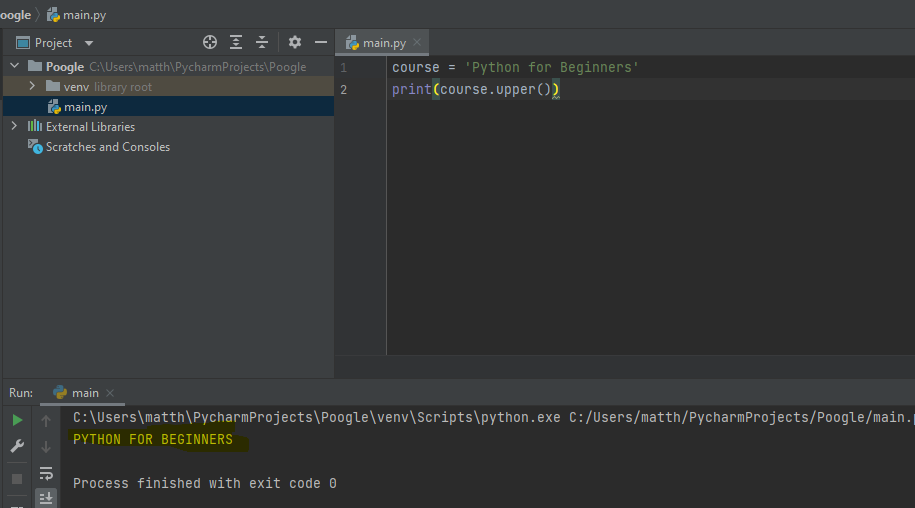 oogle main.py
Project
main.py
Poogle C:\Users\matth\PycharmProjects\Poogle
venv library root
main.py
External Libraries
Scratches and Consoles
1 course = 'Python for Beginners'
2 print(course.upper())
Run: main
C:\Users\matth\PycharmProjects\Poogle\venv\Scripts\python.exe C:/Users/matth/PycharmProjects/Poogle/main.p
PYTHON FOR BEGINNERS
Process finished with exit code 0